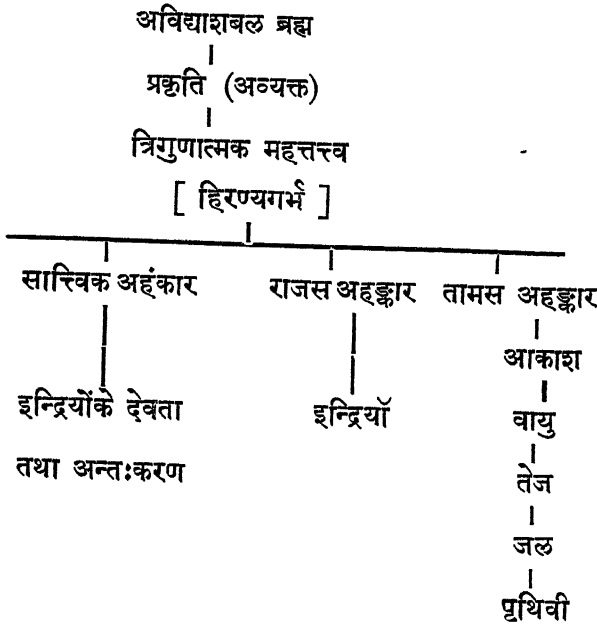 अविद्याशबल ब्रह्म
प्रकृति (अव्यक्त)
त्रिगुणात्मक महत्तत्त्व
[ हिरण्यगर्भ ]
सात्त्विक अहंकार राजस अहङ्कार तामस अहङ्कार
आकाश
इन्द्रियोंके देवता इन्द्रियाॅ वायु
तथा अन्तःकरण
तेज
जल
पृथिवी